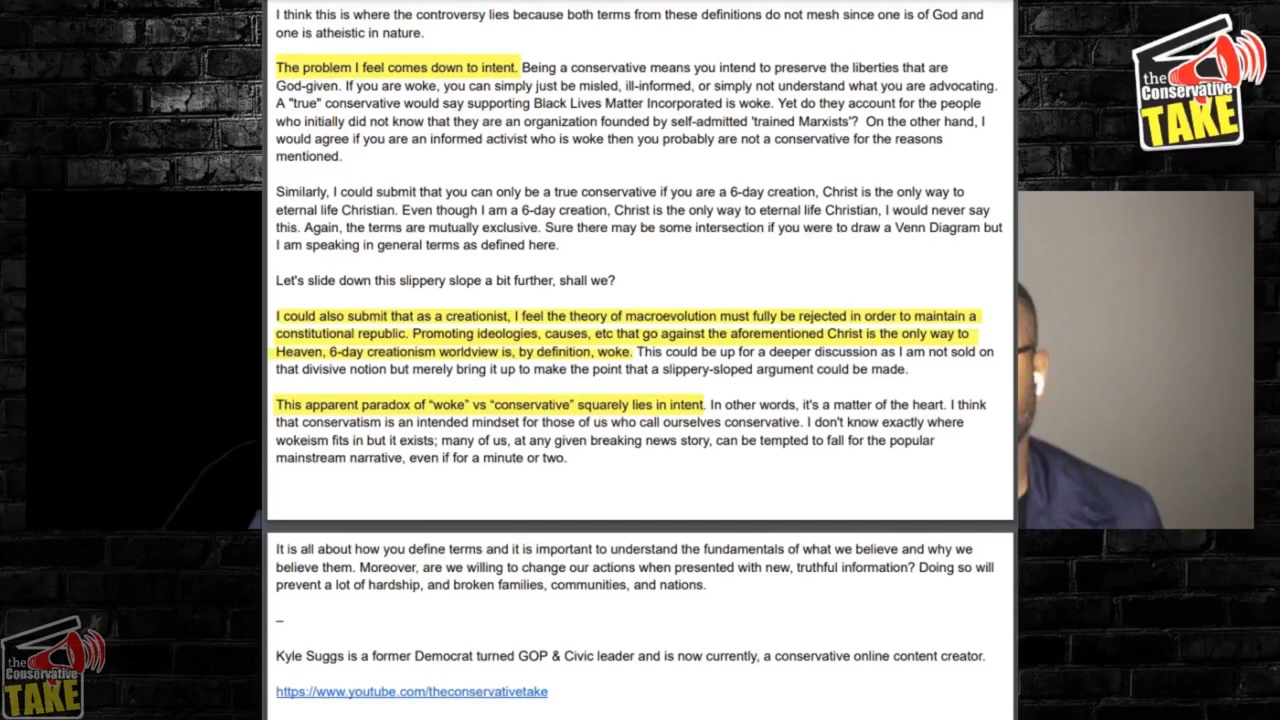 I think this is where the controversy lies because both terms from these definitions do not mesh since one is of God and
one is atheistic in nature.
The problem I feel comes down to intent. Being a conservative means you intend to preserve the liberties that are
God-given. If you are woke, you can simply just be misled, ill-informed, or simply not understand what you are advocating.
A "true" conservative would say supporting Black Lives Matter Incorporated is woke. Yet do they account for the people
who initially did not know that they are an organization founded by self-admitted 'trained Marxists'? On the other hand, I
would agree if you are an informed activist who is woke then you probably are not a conservative for the reasons
mentioned.
Similarly, I could submit that you can only be a true conservative if you are a 6-day creation, Christ is the only way to
eternal life Christian. Even though I am a 6-day creation, Christ is the only way to eternal life Christian, I would never say
this. Again, the terms are mutually exclusive. Sure there may be some intersection if you were to draw a Venn Diagram but
I am speaking in general terms as defined here.
Let's slide down this slippery slope a bit further, shall we?
I could also submit that as a creationist, I feel the theory of macroevolution must fully be rejected in order to maintain a
constitutional republic. Promoting ideologies, causes, etc that go against the aforementioned Christ is the only way to
Heaven, 6-day creationism worldview is, by definition, woke. This could be up for a deeper discussion as I am not sold on
that divisive notion but merely bring it up to make the point that a slippery-sloped argument could be made.
This apparent paradox of “woke” vs “conservative” squarely lies in intent. In other words, it's a matter of the heart. I think
that conservatism is an intended mindset for those of us who call ourselves conservative. I don't know exactly where
wokeism fits in but it exists; many of us, at any given breaking news story, can be tempted to fall for the popular
mainstream narrative, even if for a minute or two.
It is all about how you define terms and it is important to understand the fundamentals of what we believe and why we
believe them. Moreover, are we willing to change our actions when presented with new, truthful information? Doing so will
prevent a lot of hardship, and broken families, communities, and nations.
–
Kyle Suggs is a former Democrat turned GOP & Civic leader and is now currently, a conservative online content creator.
https://www.youtube.com/theconservativetake
the
Conservative
TAKE
the
Conservative
TAKE